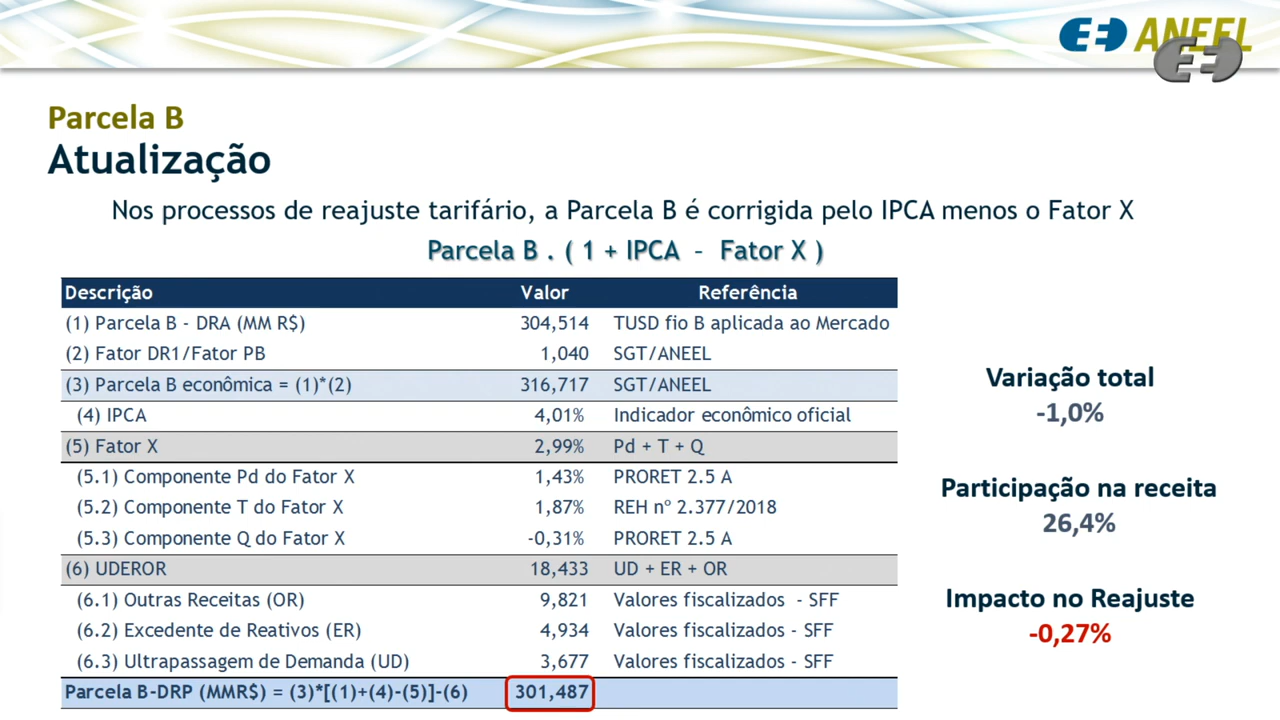 ANEEL
Parcela B
Atualização
Nos processos de reajuste tarifário, a Parcela B é corrigida pelo IPCA menos o Fator X
Parcela B . ( 1 + IPCA – Fator X )
Descrição Valor Referência
(1) Parcela B - DRA (MM R$) 304,514 TUSD fio B aplicada ao Mercado
(2) Fator DR1/Fator PB 1,040 SGT/ANEEL
(3) Parcela B econômica = (1)*(2) 316,717 SGT/ANEEL
(4) IPCA 4,01% Indicador econômico oficial
(5) Fator X 2,99% Pd + T + Q
(5.1) Componente Pd do Fator X 1,43% PRORET 2.5 A
(5.2) Componente T do Fator X 1,87% REH nº 2.377/2018
(5.3) Componente Q do Fator X -0,31% PRORET 2.5 A
(6) UDEROR 18,433 UD + ER + OR
(6.1) Outras Receitas (OR) 9,821 Valores fiscalizados - SFF
(6.2) Excedente de Reativos (ER) 4,934 Valores fiscalizados - SFF
(6.3) Ultrapassagem de Demanda (UD) 3,677 Valores fiscalizados - SFF
Parcela B-DRP (MMR$) = (3)*[(1)+(4)-(5)]-(6) 301,487
Variação total
-1,0%
Participação na receita
26,4%
Impacto no Reajuste
-0,27%